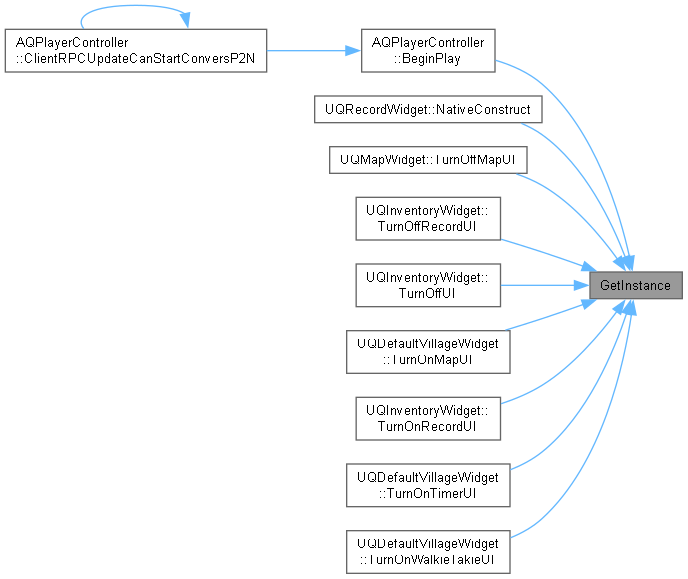 AQPlayerController
::ClientRPCUpdateCanStartConversP2N
AQPlayerController
::BeginPlay
UQRecordWidget::NativeConstruct
UQMapWidget::TurnOffMapUI
UQInventoryWidget::
TurnOffRecordUI
UQInventoryWidget::
TurnOffUI
GetInstance
UQDefaultVillageWidget
::TurnOnMapUI
UQInventoryWidget::
TurnOnRecordUI
UQDefaultVillageWidget
::TurnOnTimerUI
UQDefaultVillageWidget
::TurnOnWalkieTalkieUI